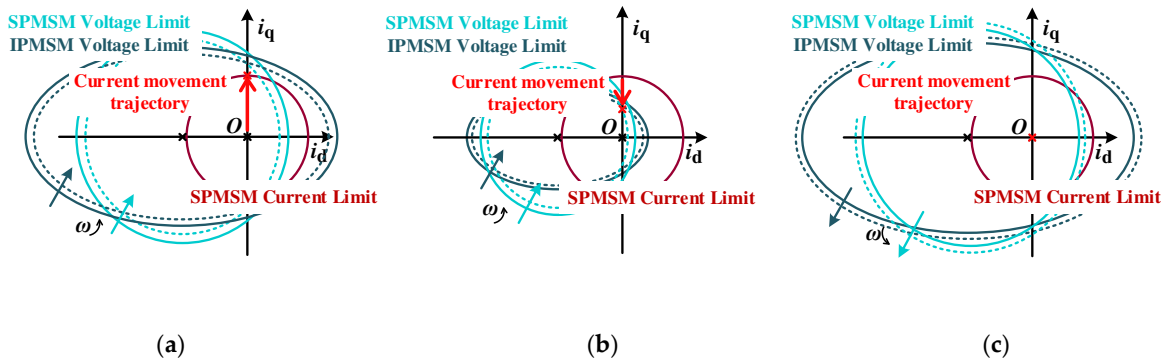 SPMSM Voltage Limit
IPMSM Voltage Limit
iq
Current movement
trajectory
O
id
SPMSM Current Limit
ω
(a)
SPMSM Voltage Limit
IPMSM Voltage Limit
iq
Current movement
trajectory
O
id
SPMSM Current Limit
ω
(b)
SPMSM Voltage Limit
IPMSM Voltage Limit
iq
Current movement
trajectory
O
id
SPMSM Current Limit
ω
(c)